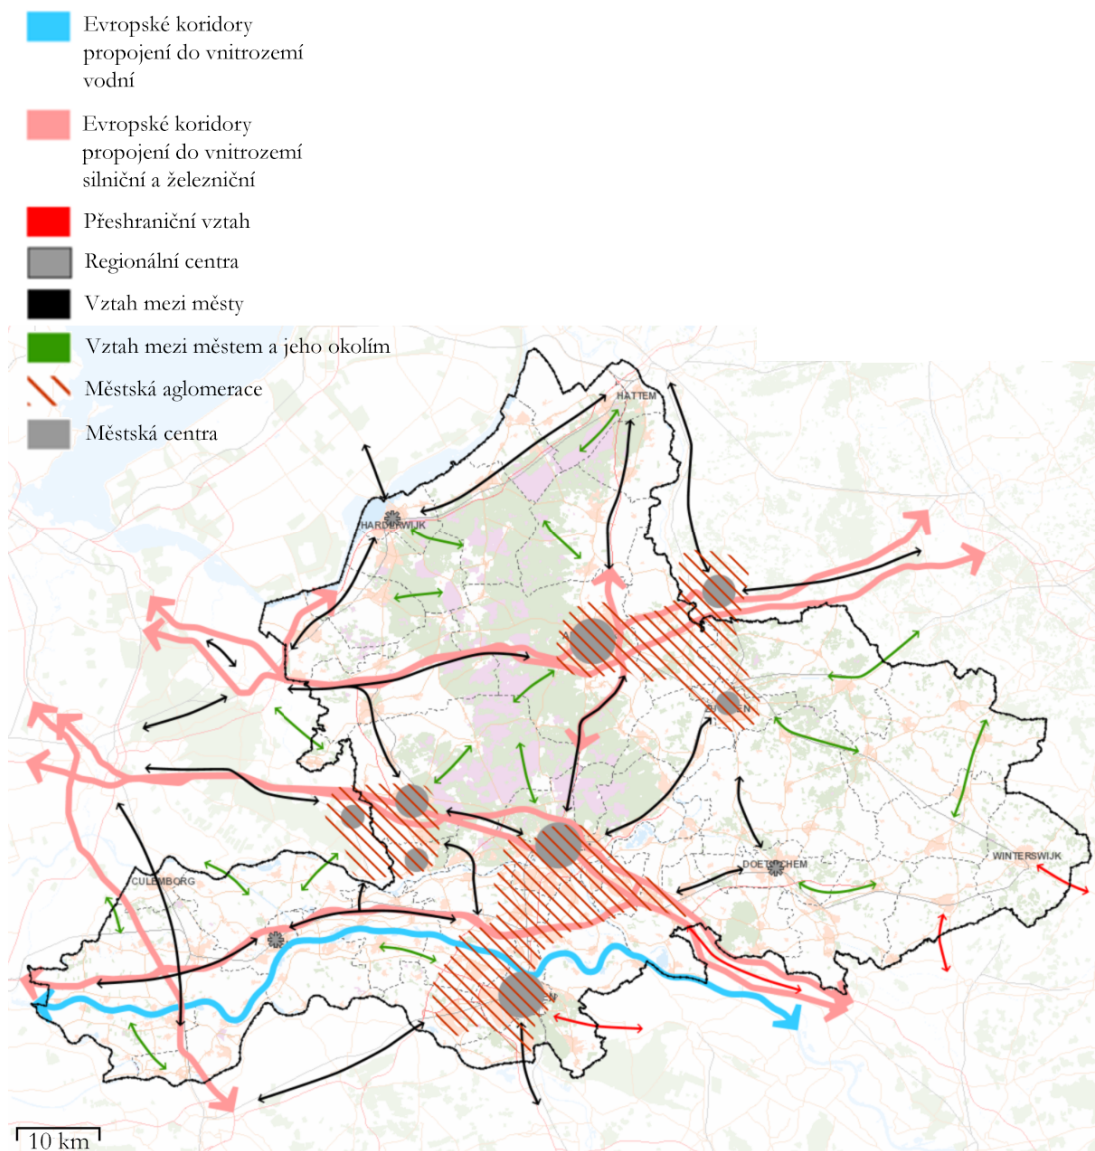 Evropské koridory
propojení do vnitrozemí
vodní
Evropské koridory
propojení do vnitrozemí
silniční a železniční
Přeshraniční vztah
Regionální centra
Vztah mezi městy
Vztah mezi městem a jeho okolím
Městská aglomerace
Městská centra
HATTEM
HARDERWIJK
WINTERSWIJK
CULEMBORG
10 km